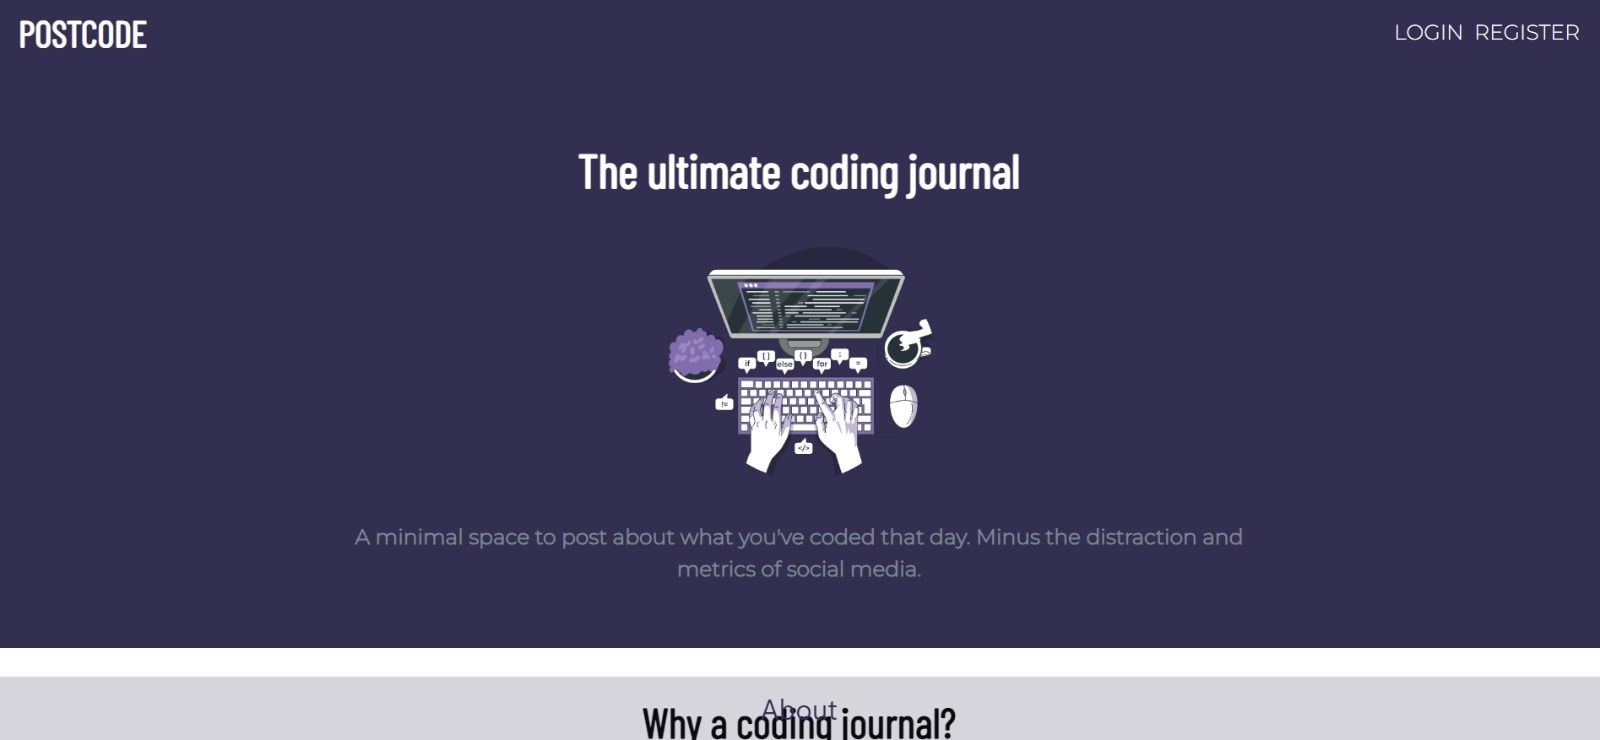 POSTCODE
LOGIN REGISTER
The ultimate coding journal
if [ ] else { } for ; =
!=
</>
A minimal space to post about what you've coded that day. Minus the distraction and
metrics of social media.
About
Why a coding journal?